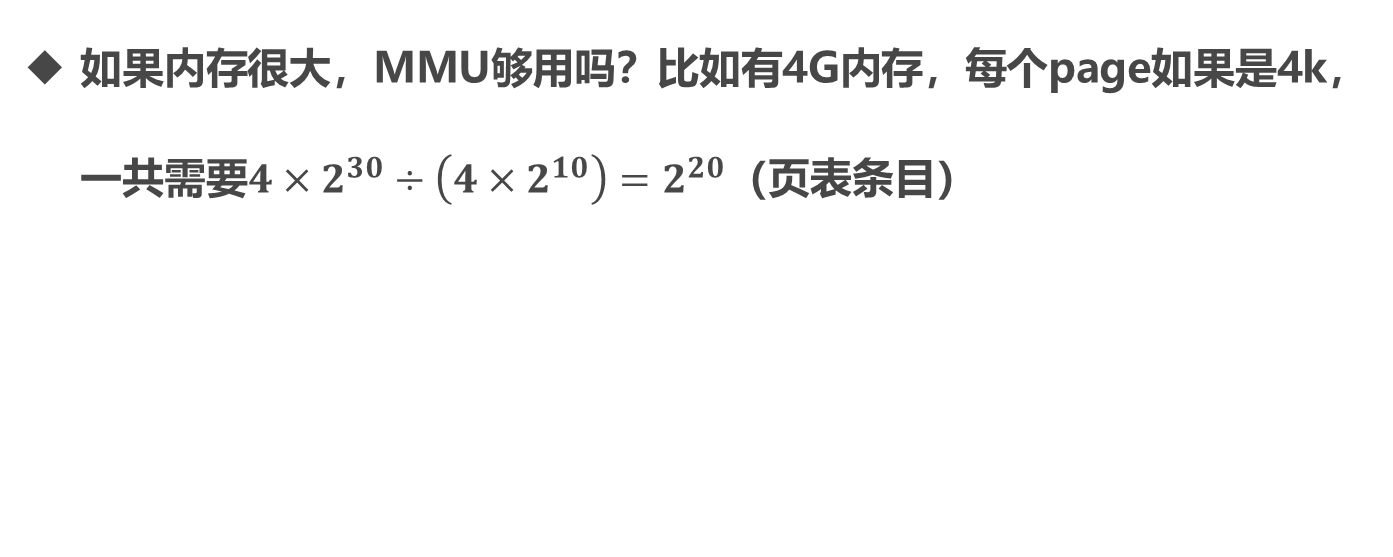 ◆ 如果内存很大，MMU够用吗？比如有4G内存，每个page如果是4k，
一共需要4 × 2³⁰ ÷ (4 × 2¹⁰) = 2²⁰（页表条目）